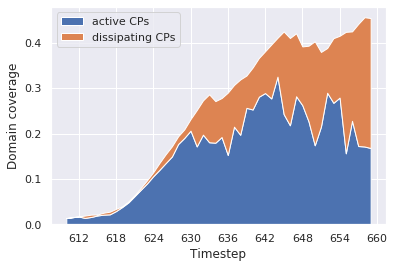 active CPs
dissipating CPs
Domain coverage
0.4
0.3
0.2
0.1
0.0
612 618 624 630 636 642 648 654 660
Timestep